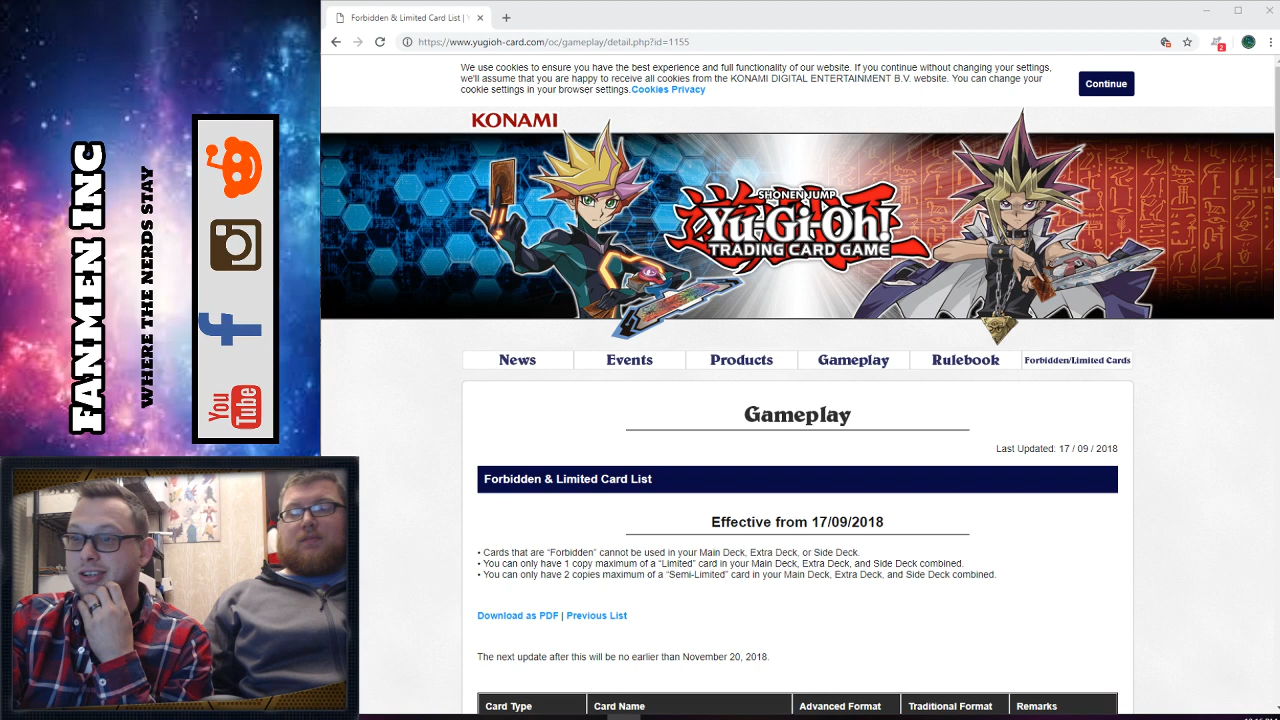 FANMEN INC
WHERE THE NERDS STAY
You Tube
Forbidden & Limited Card List | Y
https://www.yugioh-card.com/oc/gameplay/detail.php?id=1155
2
We use cookies to ensure you have the best experience and full functionality of our website. If you continue without changing your settings,
we'll assume that you are happy to receive all cookies from the KONAMI DIGITAL ENTERTAINMENT B.V. website. You can change your
cookie settings in your browser settings.Cookies Privacy
Continue
KONAMI
SHONEN JUMP
Yu-Gi-Oh!
TRADING CARD GAME
News Events Products Gameplay Rulebook Forbidden/Limited Cards
Gameplay
Last Updated: 17 / 09 / 2018
Forbidden & Limited Card List
Effective from 17/09/2018
• Cards that are “Forbidden” cannot be used in your Main Deck, Extra Deck, or Side Deck.
• You can only have 1 copy maximum of a “Limited” card in your Main Deck, Extra Deck, and Side Deck combined.
• You can only have 2 copies maximum of a “Semi-Limited” card in your Main Deck, Extra Deck, and Side Deck combined.
Download as PDF | Previous List
The next update after this will be no earlier than November 20, 2018.
Card Type Card Name Advanced Format Traditional Format Remarks